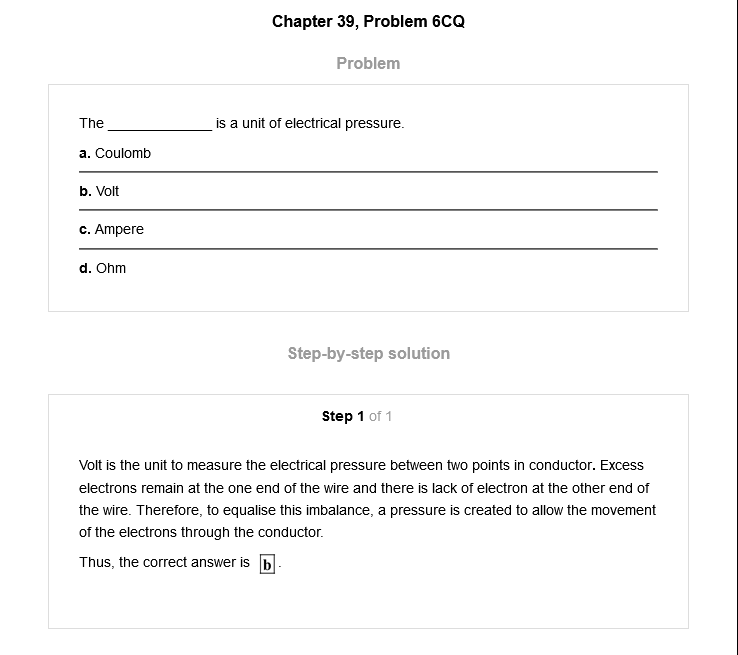 Chapter 39, Problem 6CQ
Problem
The _____________ is a unit of electrical pressure.
a. Coulomb
b. Volt
c. Ampere
d. Ohm
Step-by-step solution
Step 1 of 1
Volt is the unit to measure the electrical pressure between two points in conductor. Excess
electrons remain at the one end of the wire and there is lack of electron at the other end of
the wire. Therefore, to equalise this imbalance, a pressure is created to allow the movement
of the electrons through the conductor.
Thus, the correct answer is b .